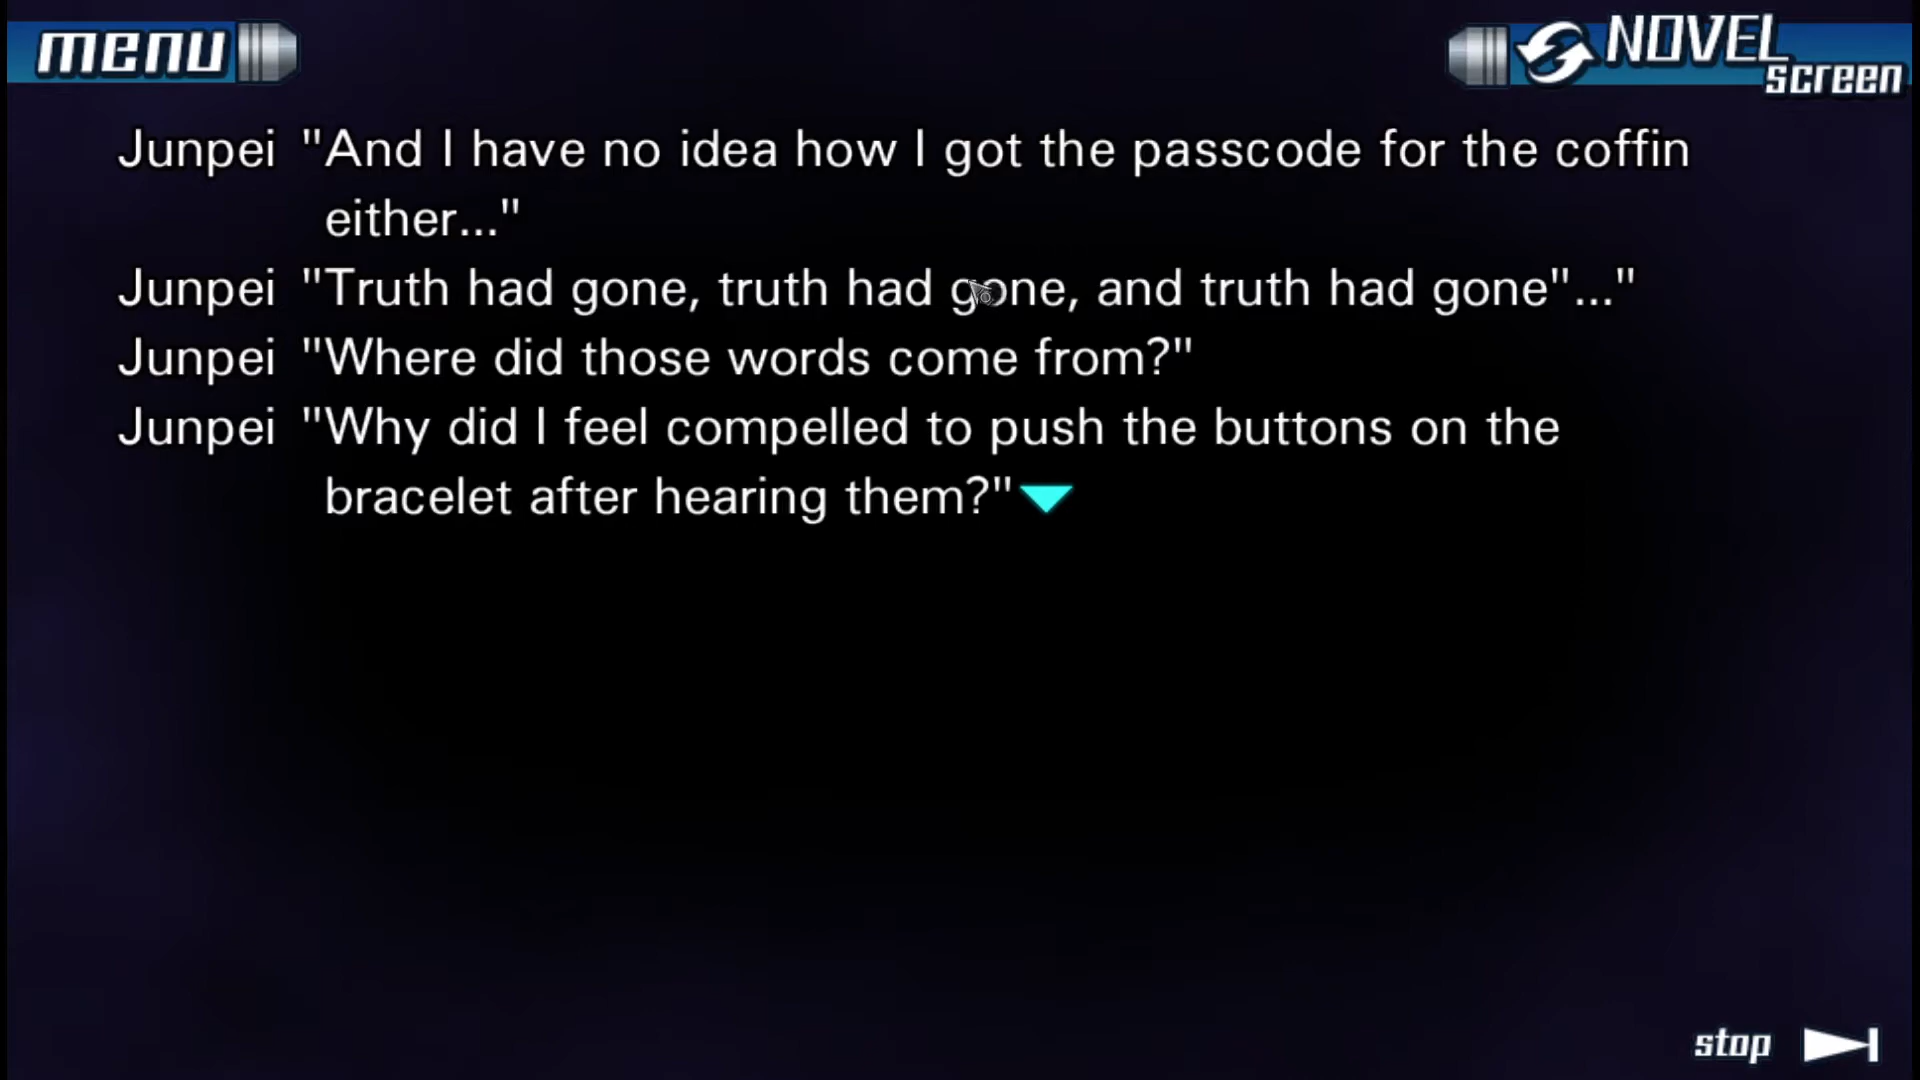 menu
NOVEL
screen
Junpei "And I have no idea how I got the passcode for the coffin
either..."
Junpei "Truth had gone, truth had gone, and truth had gone"..."
Junpei "Where did those words come from?"
Junpei "Why did I feel compelled to push the buttons on the
bracelet after hearing them?"
stop